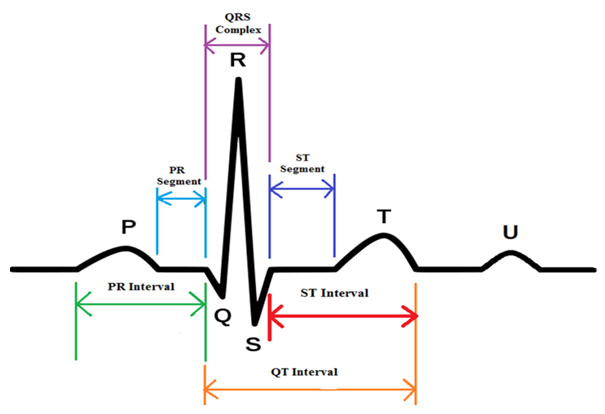 QRS
Complex
R
PR
Segment
ST
Segment
P
T
U
PR Interval
ST Interval
Q
S
QT Interval